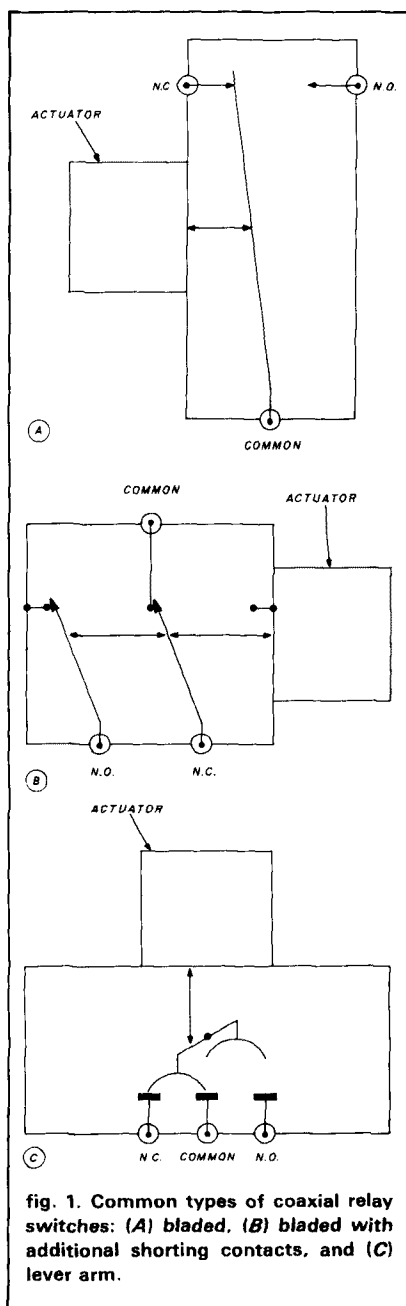 N.C
N.O.
ACTUATOR
A
COMMON
COMMON
ACTUATOR
N.O.
N.C.
B
ACTUATOR
N.C.
COMMON
N.O.
C
fig. 1. Common types of coaxial relay
switches: (A) bladed, (B) bladed with
additional shorting contacts, and (C)
lever arm.